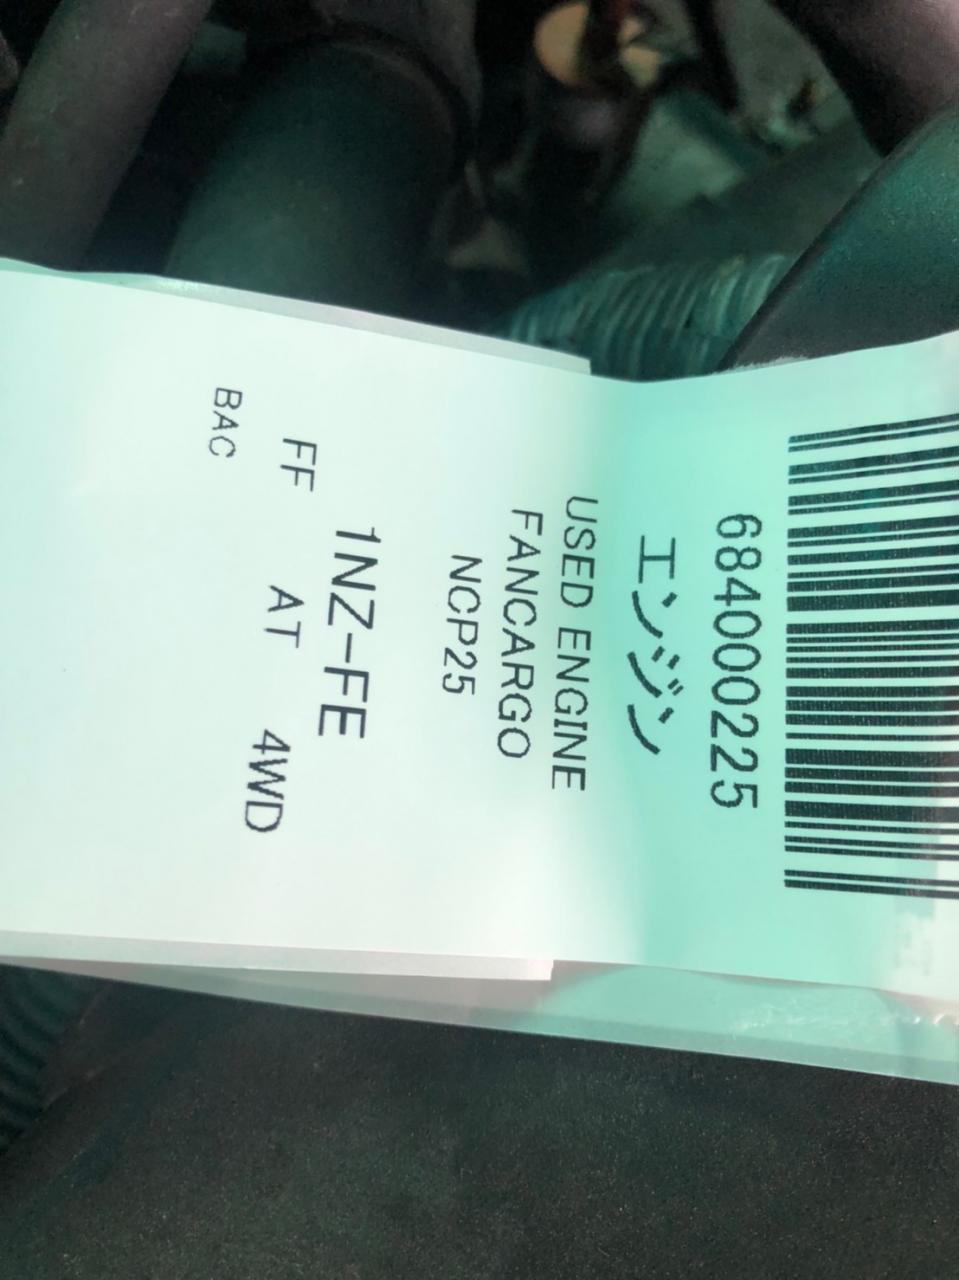 684000225
エンジン
USED ENGINE
FANCARGO
NCP25
1NZ-FE
FF AT 4WD
BAC